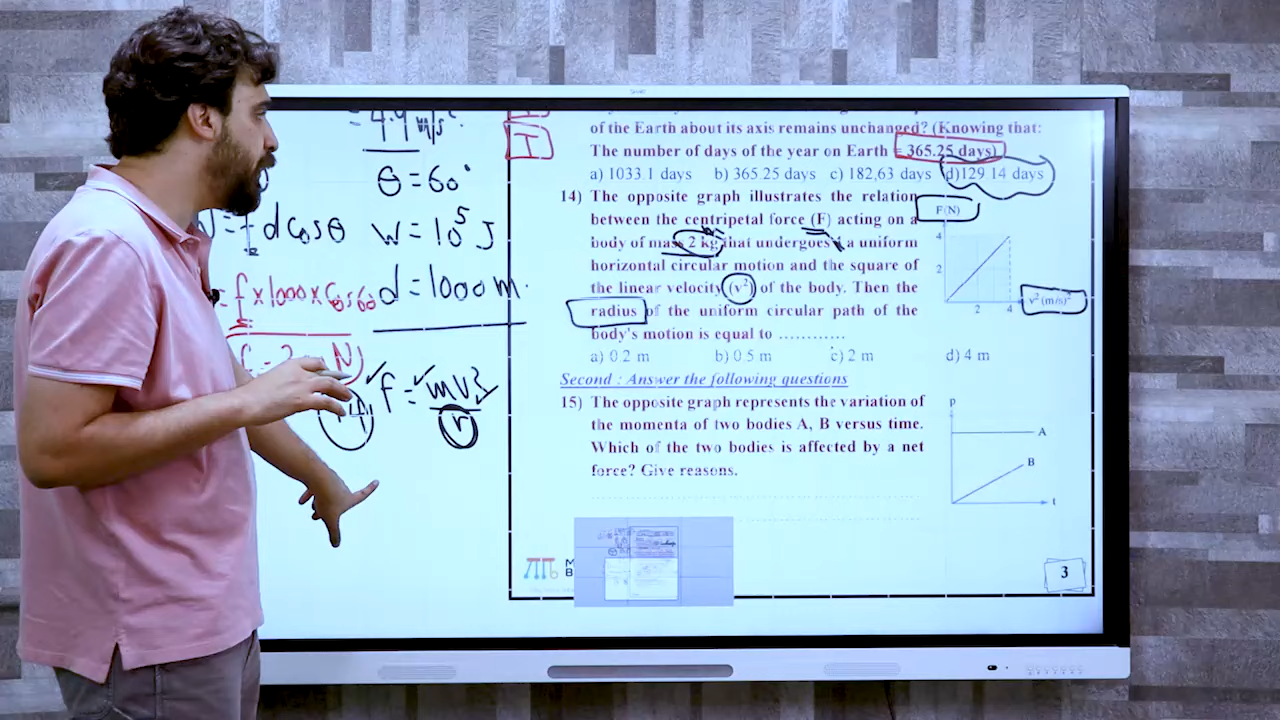 = 4.9 m/s²
θ = 60°
d cos θ
W = 10⁵ J
f × 1000 × cos 60
d = 1000 m.
f = mv²
r
I
of the Earth about its axis remains unchanged? (Knowing that:
The number of days of the year on Earth = 365.25 days)
a) 1033.1 days b) 365.25 days c) 182,63 days d)129.14 days
14) The opposite graph illustrates the relation
between the centripetal force (F) acting on a
body of mass 2 kg that undergoes a uniform
horizontal circular motion and the square of
the linear velocity (v²) of the body. Then the
radius of the uniform circular path of the
body's motion is equal to …………
a) 0.2 m b) 0.5 m c) 2 m d) 4 m
F(N)
4
2
2 4
v² (m/s)²
Second : Answer the following questions
15) The opposite graph represents the variation of
the momenta of two bodies A, B versus time.
Which of the two bodies is affected by a net
force? Give reasons.
p
A
B
t
3